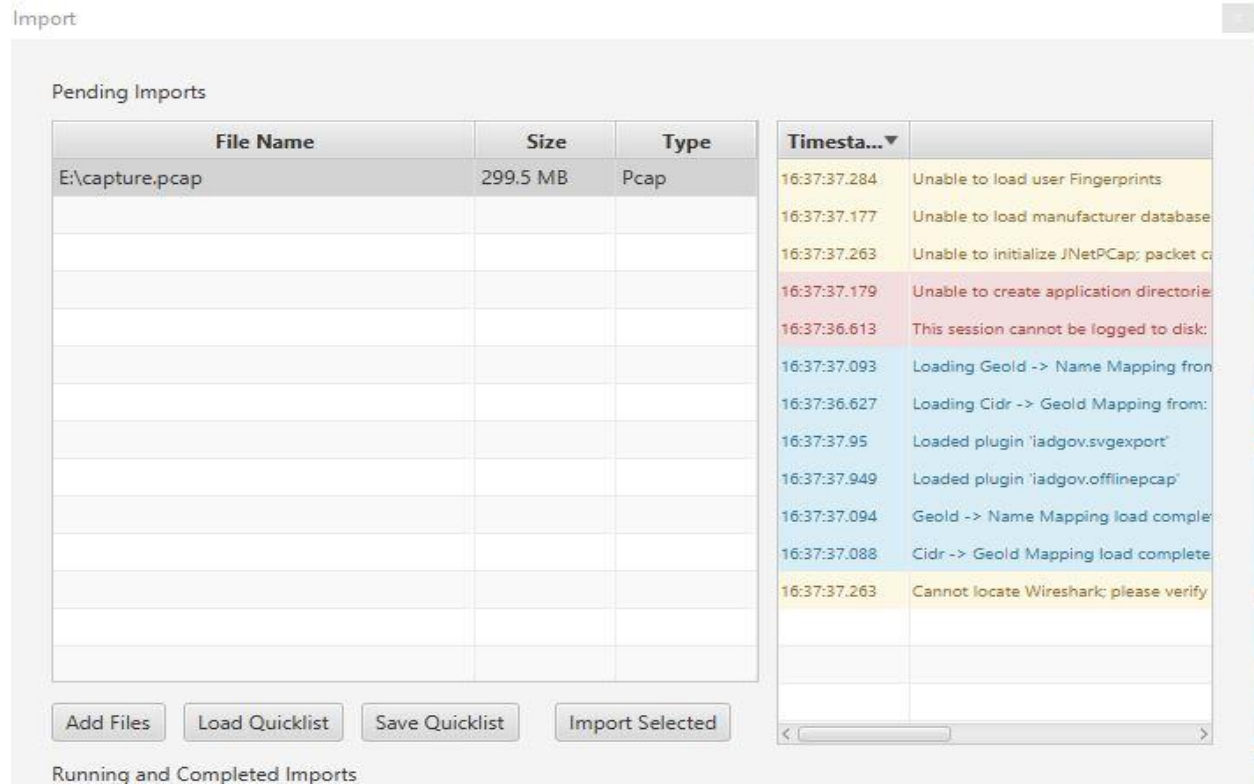 Import
Pending Imports
File Name Size Type
E:\capture.pcap 299.5 MB Pcap
Timesta...
16:37:37.284 Unable to load user Fingerprints
16:37:37.177 Unable to load manufacturer database
16:37:37.263 Unable to initialize JNetPCap; packet
16:37:37.179 Unable to create application directorie
16:37:36.613 This session cannot be logged to disk:
16:37:37.093 Loading GeoId -> Name Mapping from
16:37:36.627 Loading Cidr -> GeoId Mapping from:
16:37:37.95 Loaded plugin 'iadgov.svgexport'
16:37:37.949 Loaded plugin 'iadgov.offlinepcap'
16:37:37.094 GeoId -> Name Mapping load comple
16:37:37.088 Cidr -> GeoId Mapping load complete
16:37:37.263 Cannot locate Wireshark; please verify
Add Files Load Quicklist Save Quicklist Import Selected
Running and Completed Imports